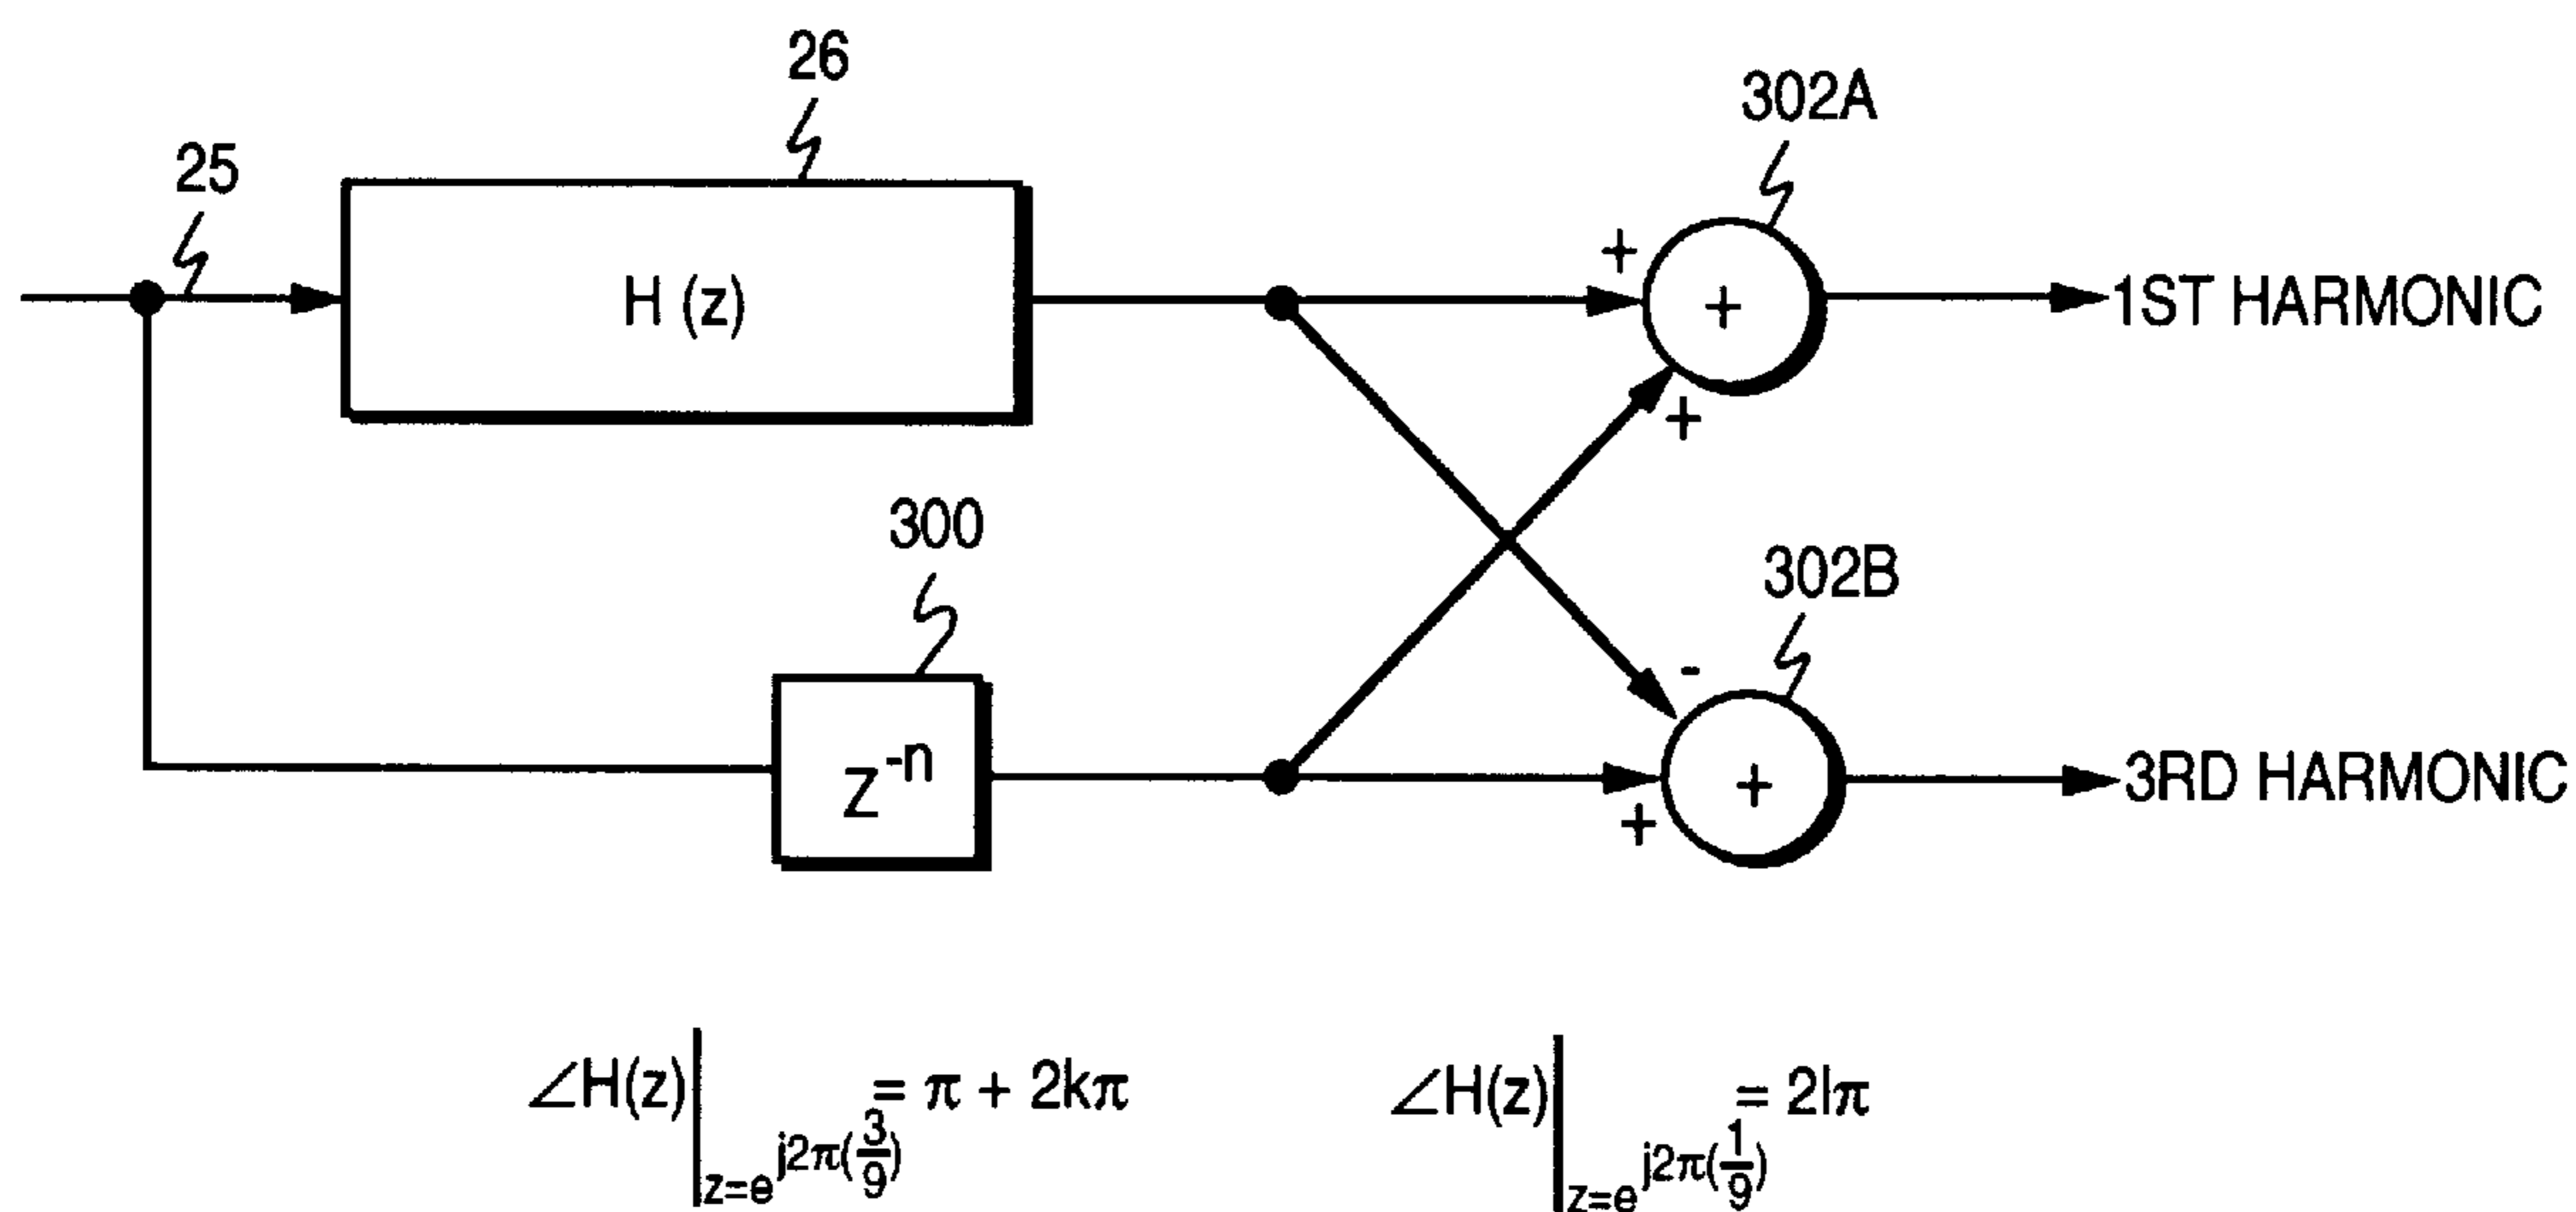 26
302A
25
+
H (z)
+
1ST HARMONIC
+
300
302B
-
Z^-n
+
3RD HARMONIC
+
∠H(z)|z=e^j2π(3/9) = π + 2kπ
∠H(z)|z=e^j2π(1/9) = 2lπ